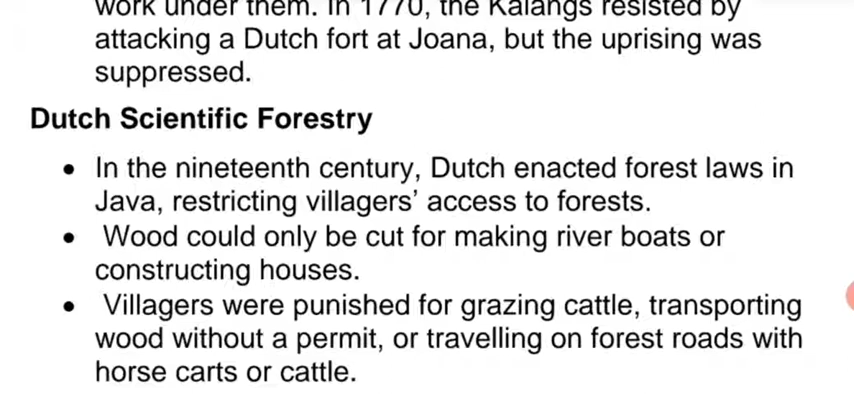 work under them. In 1770, the Kalangs resisted by
attacking a Dutch fort at Joana, but the uprising was
suppressed.
Dutch Scientific Forestry
• In the nineteenth century, Dutch enacted forest laws in
Java, restricting villagers’ access to forests.
• Wood could only be cut for making river boats or
constructing houses.
• Villagers were punished for grazing cattle, transporting
wood without a permit, or travelling on forest roads with
horse carts or cattle.